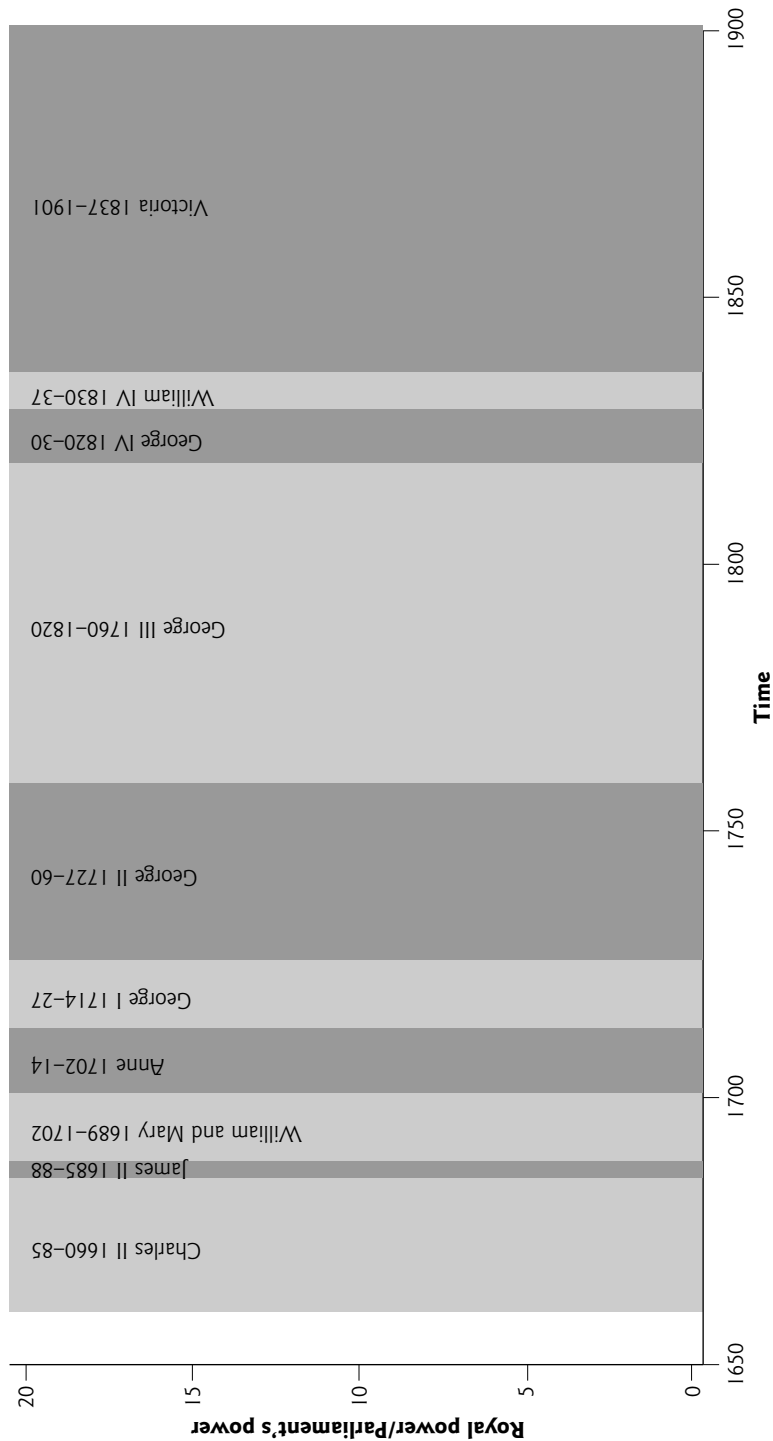 Royal power/Parliament's power
20
15
10
5
0
Charles II 1660–85
James II 1685–88
William and Mary 1689–1702
Anne 1702–14
George I 1714–27
George II 1727–60
George III 1760–1820
George IV 1820–30
William IV 1830–37
Victoria 1837–1901
1650
1700
1750
1800
1850
1900
Time